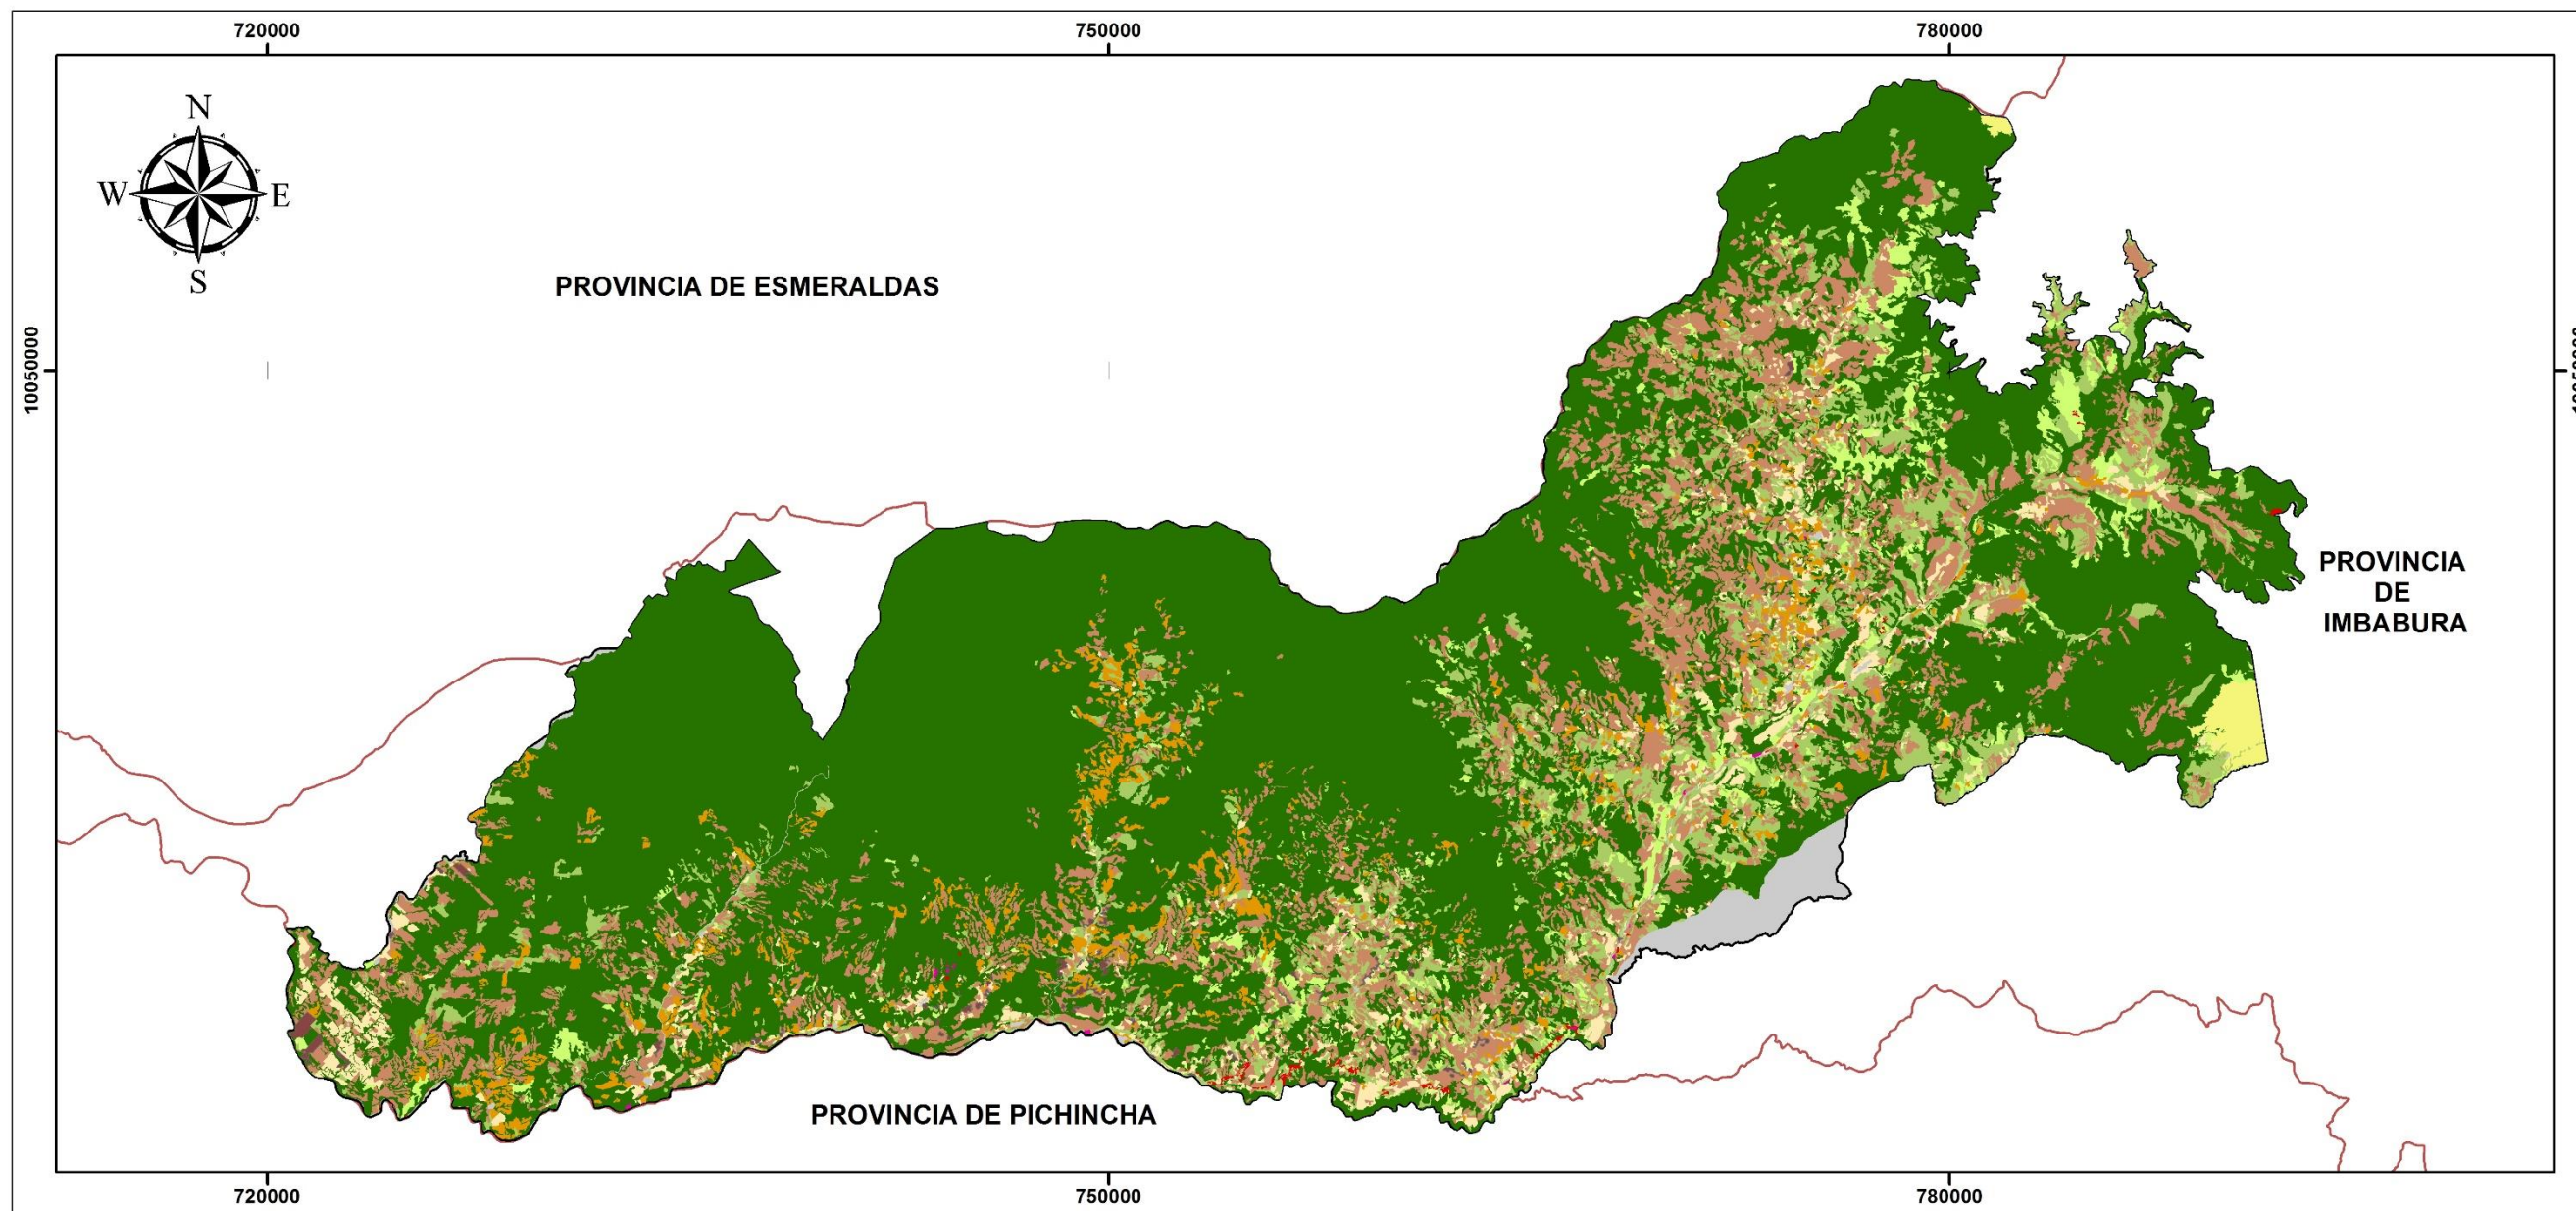 720000
750000
780000
N
W
E
S
PROVINCIA DE ESMERALDAS
10050000
PROVINCIA
DE
IMBABURA
PROVINCIA DE PICHINCHA
720000
750000
780000